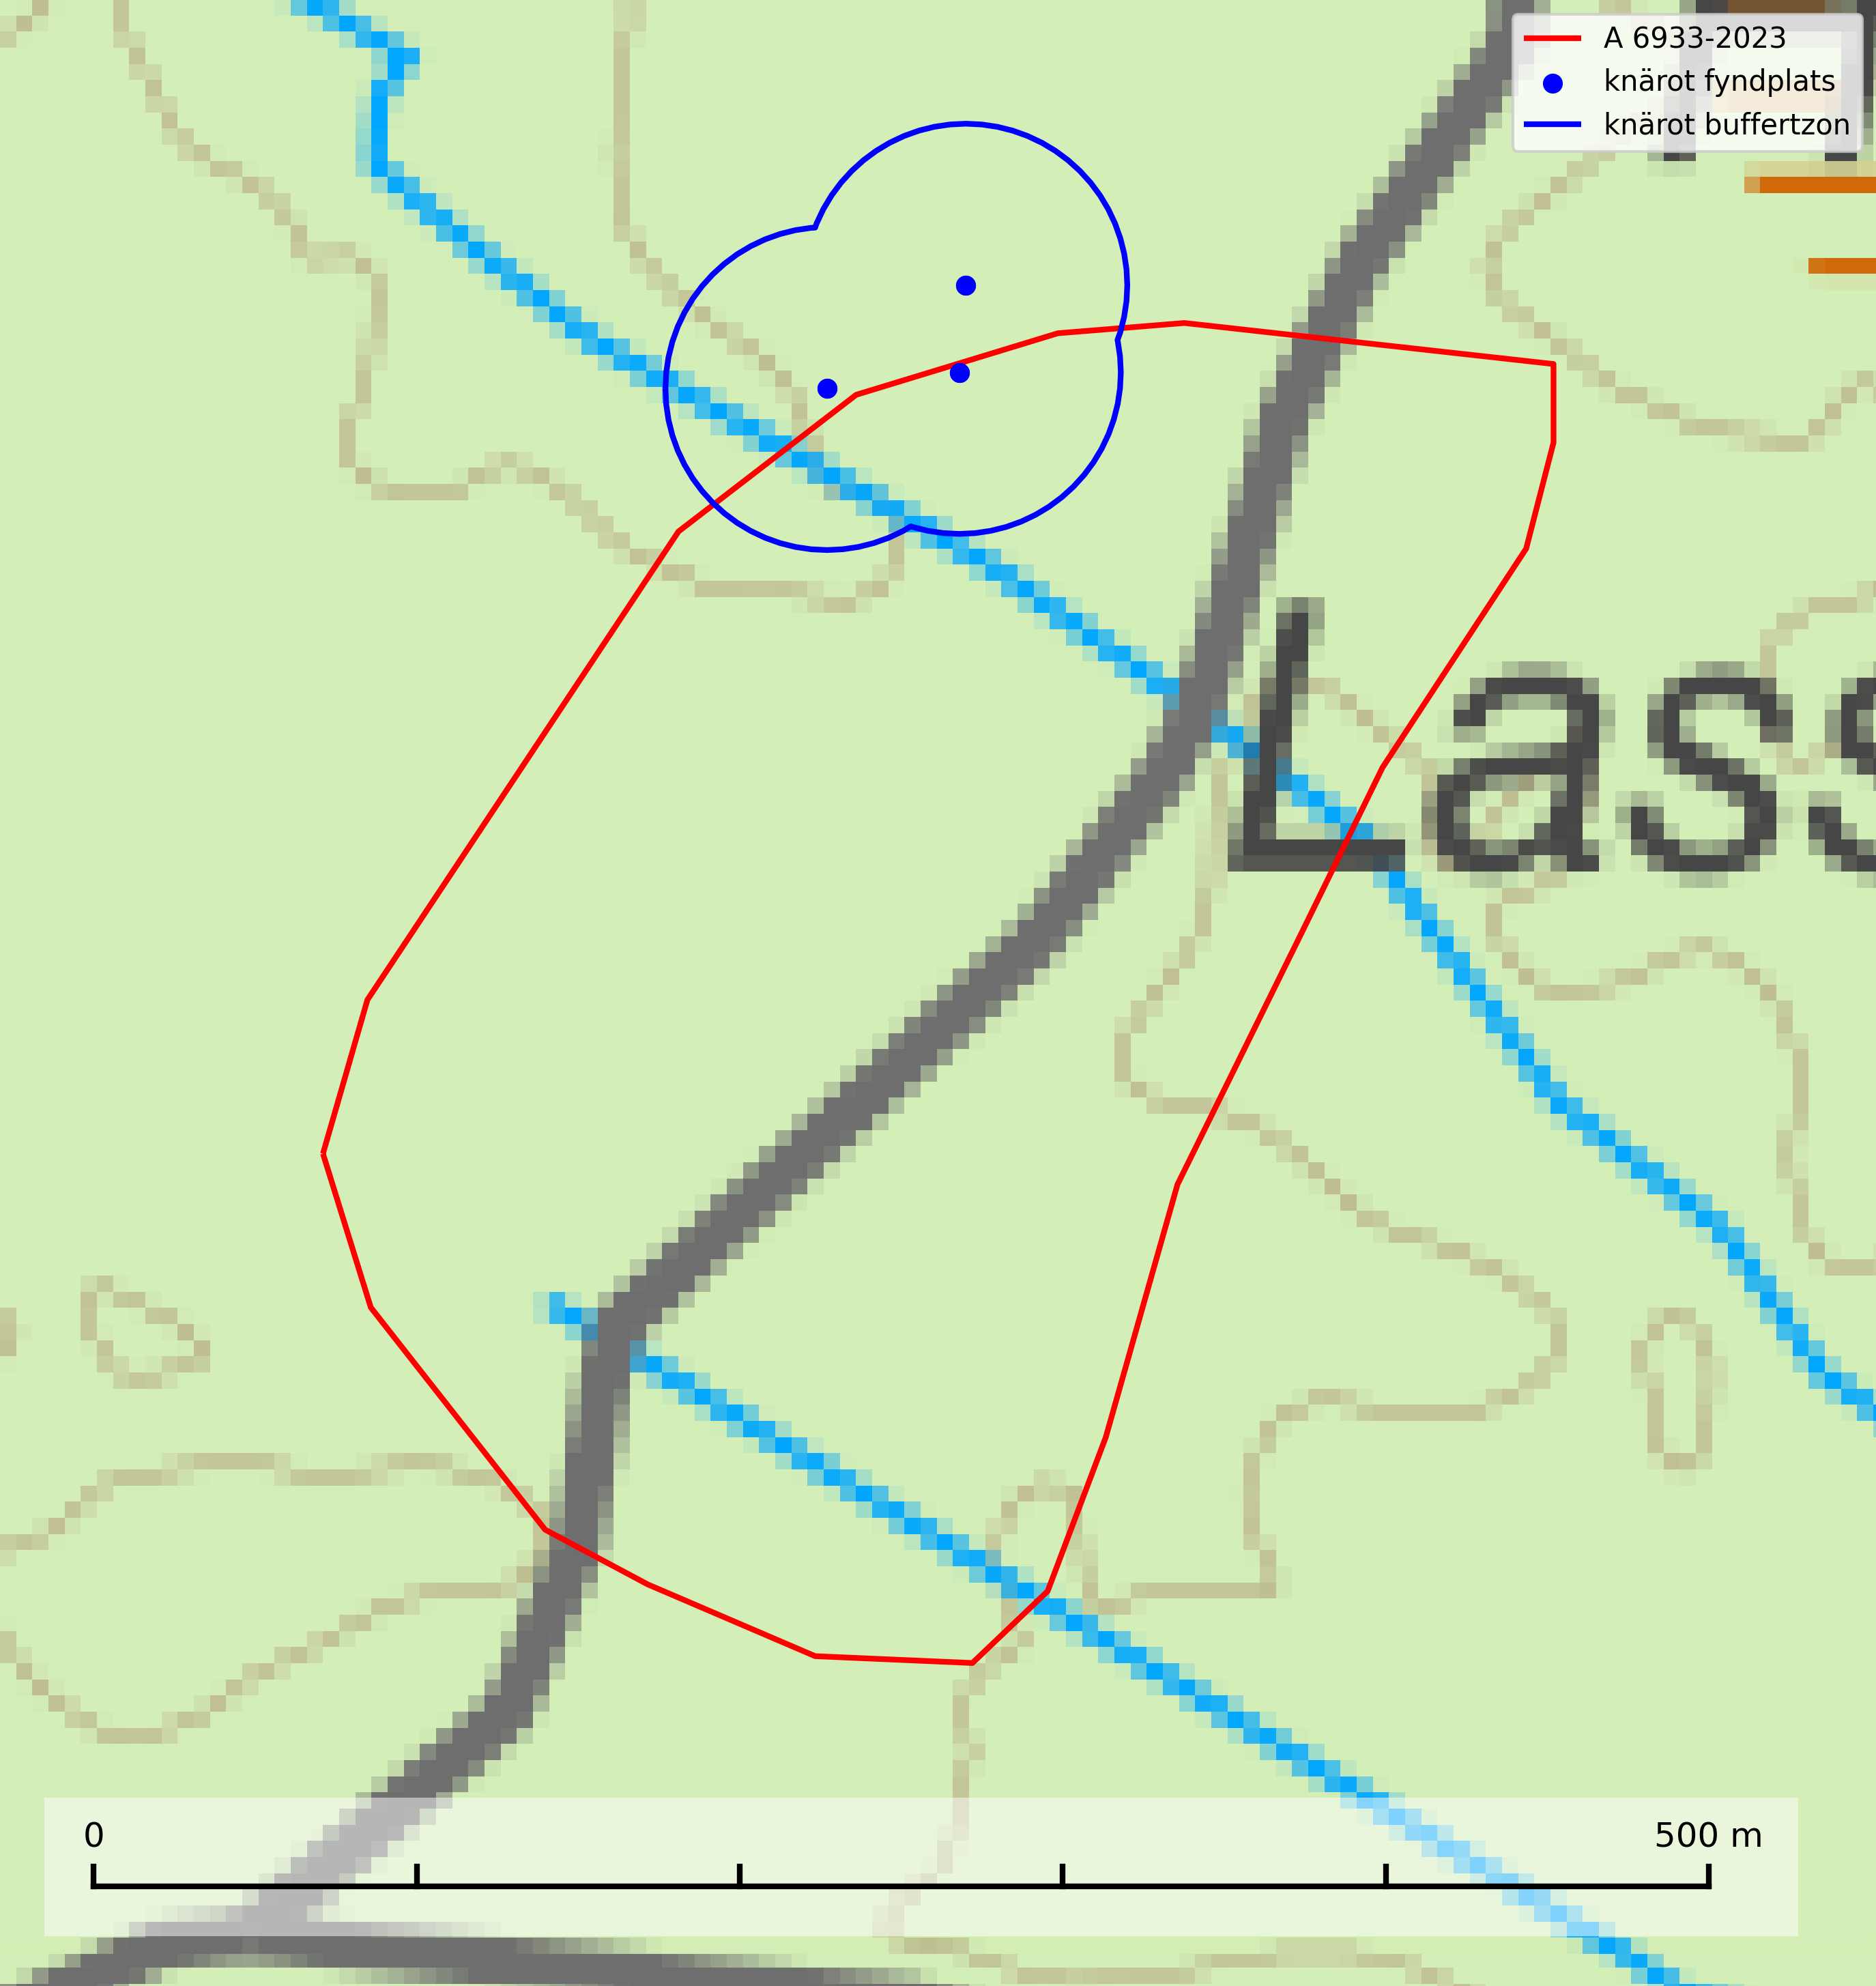 A 6933-2023
knärot fyndplats
knärot buffertzon
Lass
0
500 m